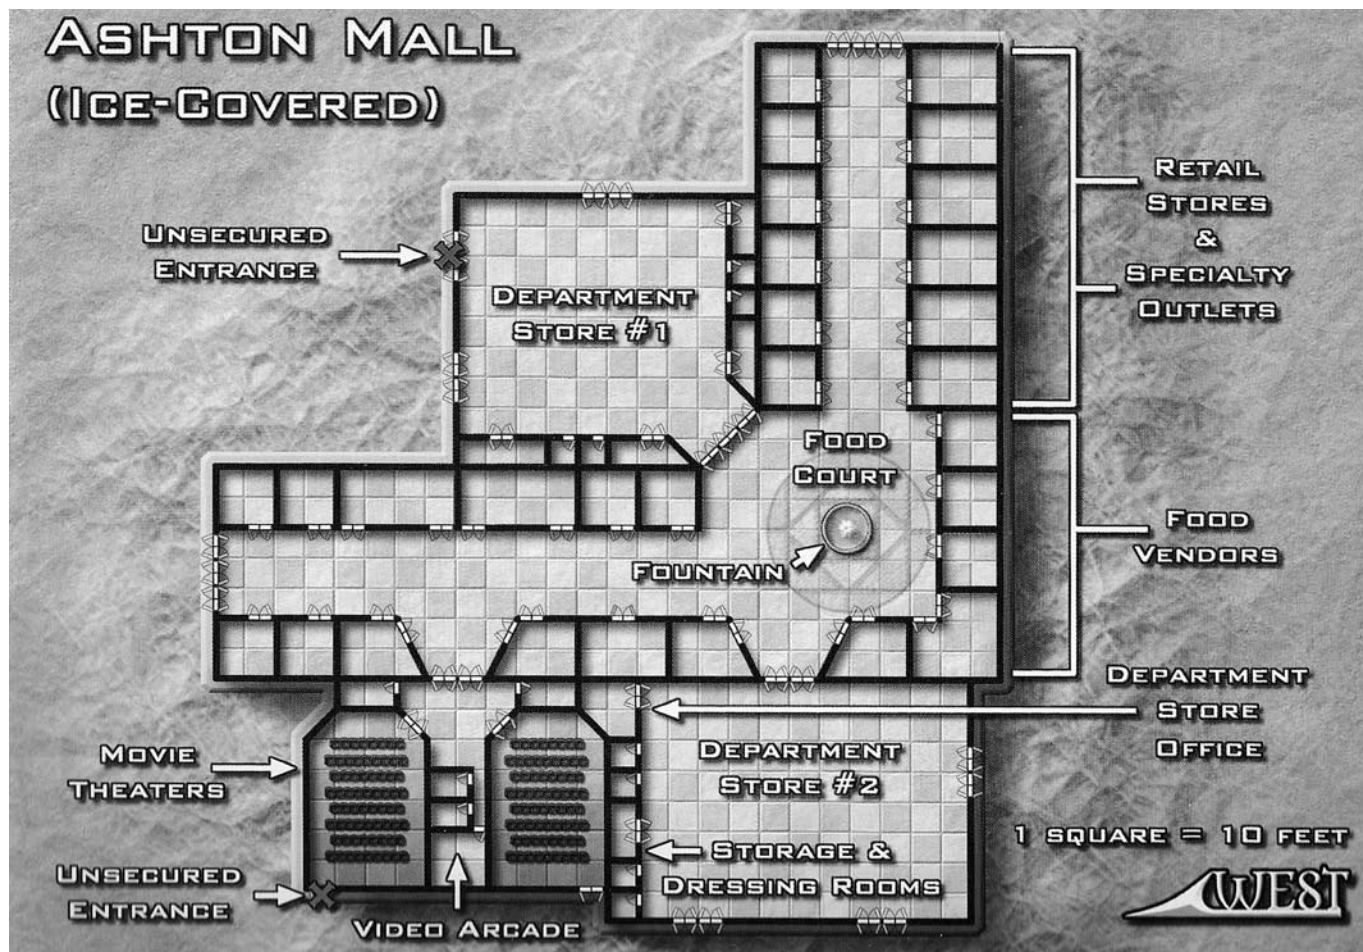 ASHTON MALL
(ICE-COVERED)
RETAIL
STORES
&
SPECIALTY
OUTLETS
UNSECURED
ENTRANCE
DEPARTMENT
STORE #1
FOOD
COURT
FOUNTAIN
FOOD
VENDORS
DEPARTMENT
STORE
OFFICE
MOVIE
THEATERS
DEPARTMENT
STORE #2
1 SQUARE = 10 FEET
STORAGE &
DRESSING ROOMS
UNSECURED
ENTRANCE
VIDEO ARCADE
WEST